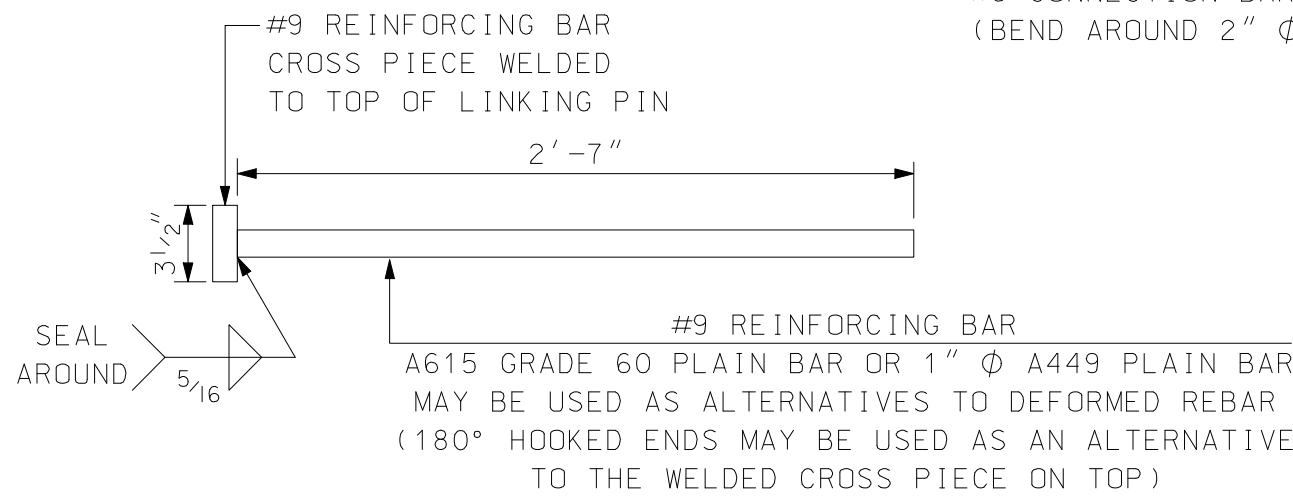 #9 REINFORCING BAR
CROSS PIECE WELDED
TO TOP OF LINKING PIN
(BEND AROUND 2" ϕ
2'-7"
3 1/2"
SEAL
AROUND
5/16
#9 REINFORCING BAR
A615 GRADE 60 PLAIN BAR OR 1" ϕ A449 PLAIN BAR
MAY BE USED AS ALTERNATIVES TO DEFORMED REBAR
(180° HOOKED ENDS MAY BE USED AS AN ALTERNATIVE
TO THE WELDED CROSS PIECE ON TOP)